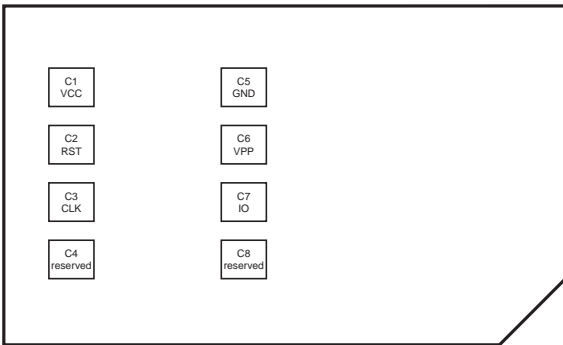 C1
VCC
C5
GND
C2
RST
C6
VPP
C3
CLK
C7
IO
C4
reserved
C8
reserved